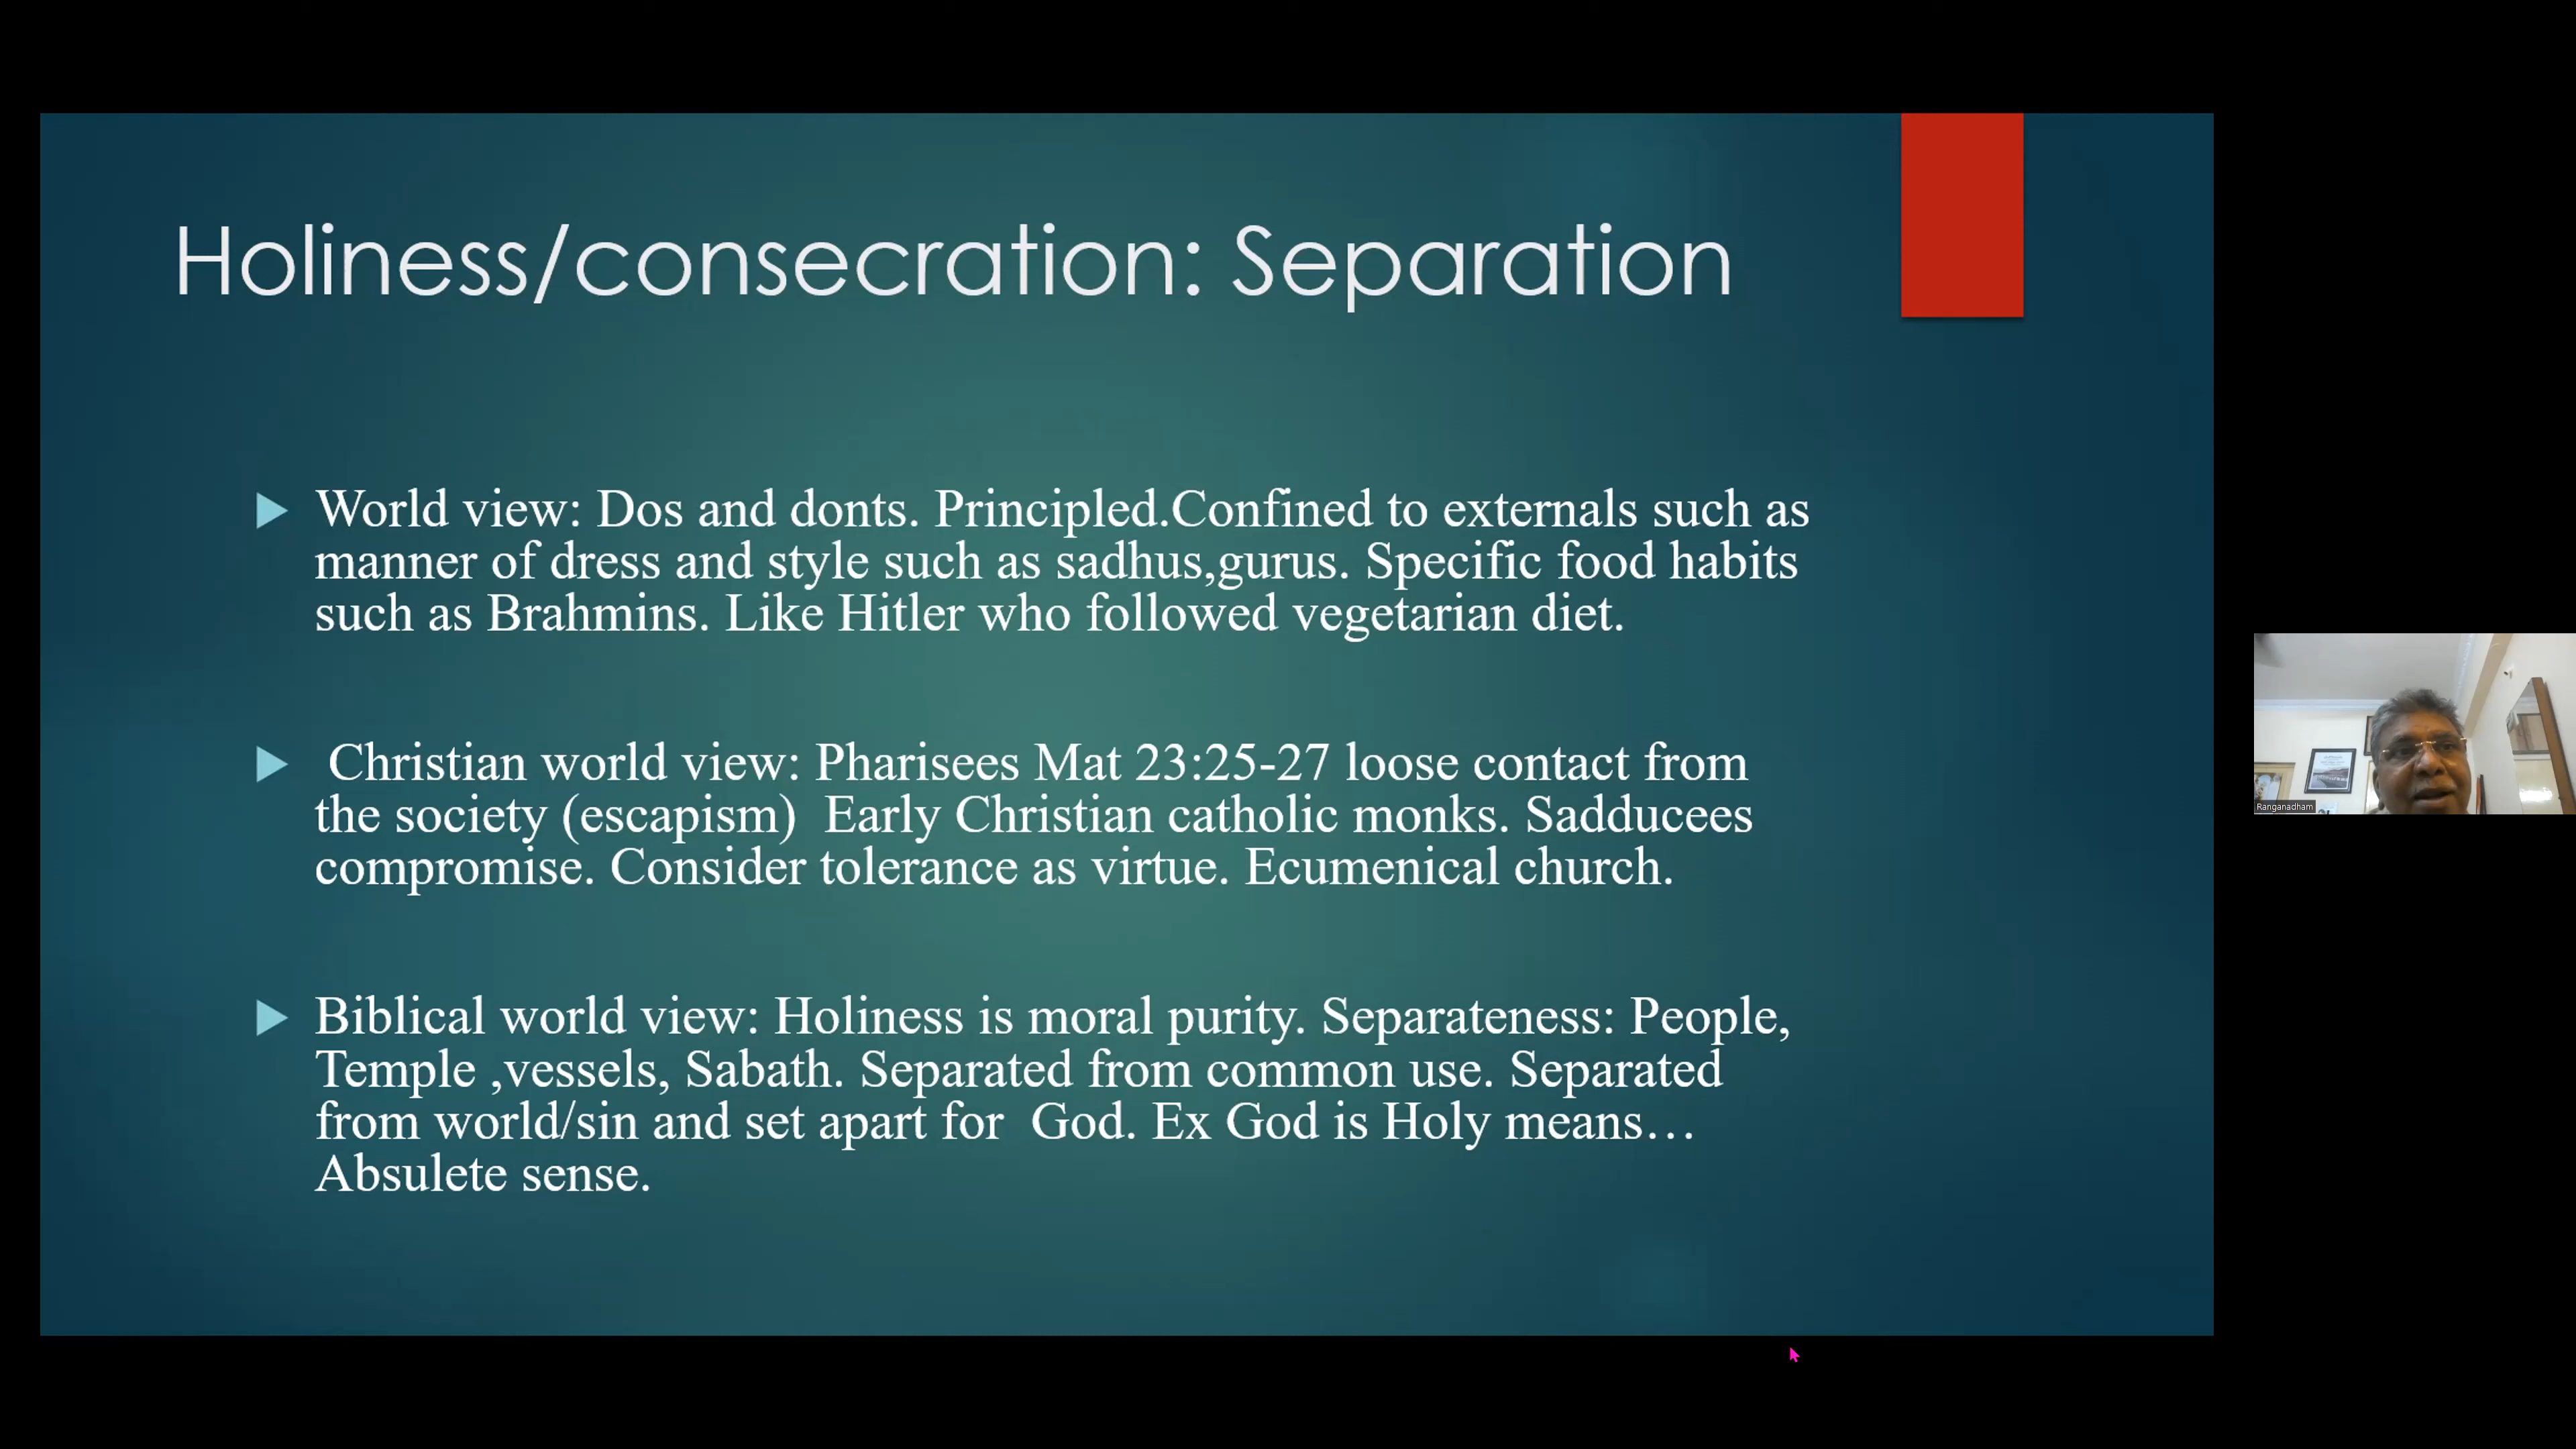 Holiness/consecration: Separation
World view: Dos and donts. Principled.Confined to externals such as
manner of dress and style such as sadhus,gurus. Specific food habits
such as Brahmins. Like Hitler who followed vegetarian diet.
Christian world view: Pharisees Mat 23:25-27 loose contact from
the society (escapism)  Early Christian catholic monks. Sadducees
compromise. Consider tolerance as virtue. Ecumenical church.
Biblical world view: Holiness is moral purity. Separateness: People,
Temple ,vessels, Sabath. Separated from common use. Separated
from world/sin and set apart for  God. Ex God is Holy means…
Absulete sense.
Ranganadham